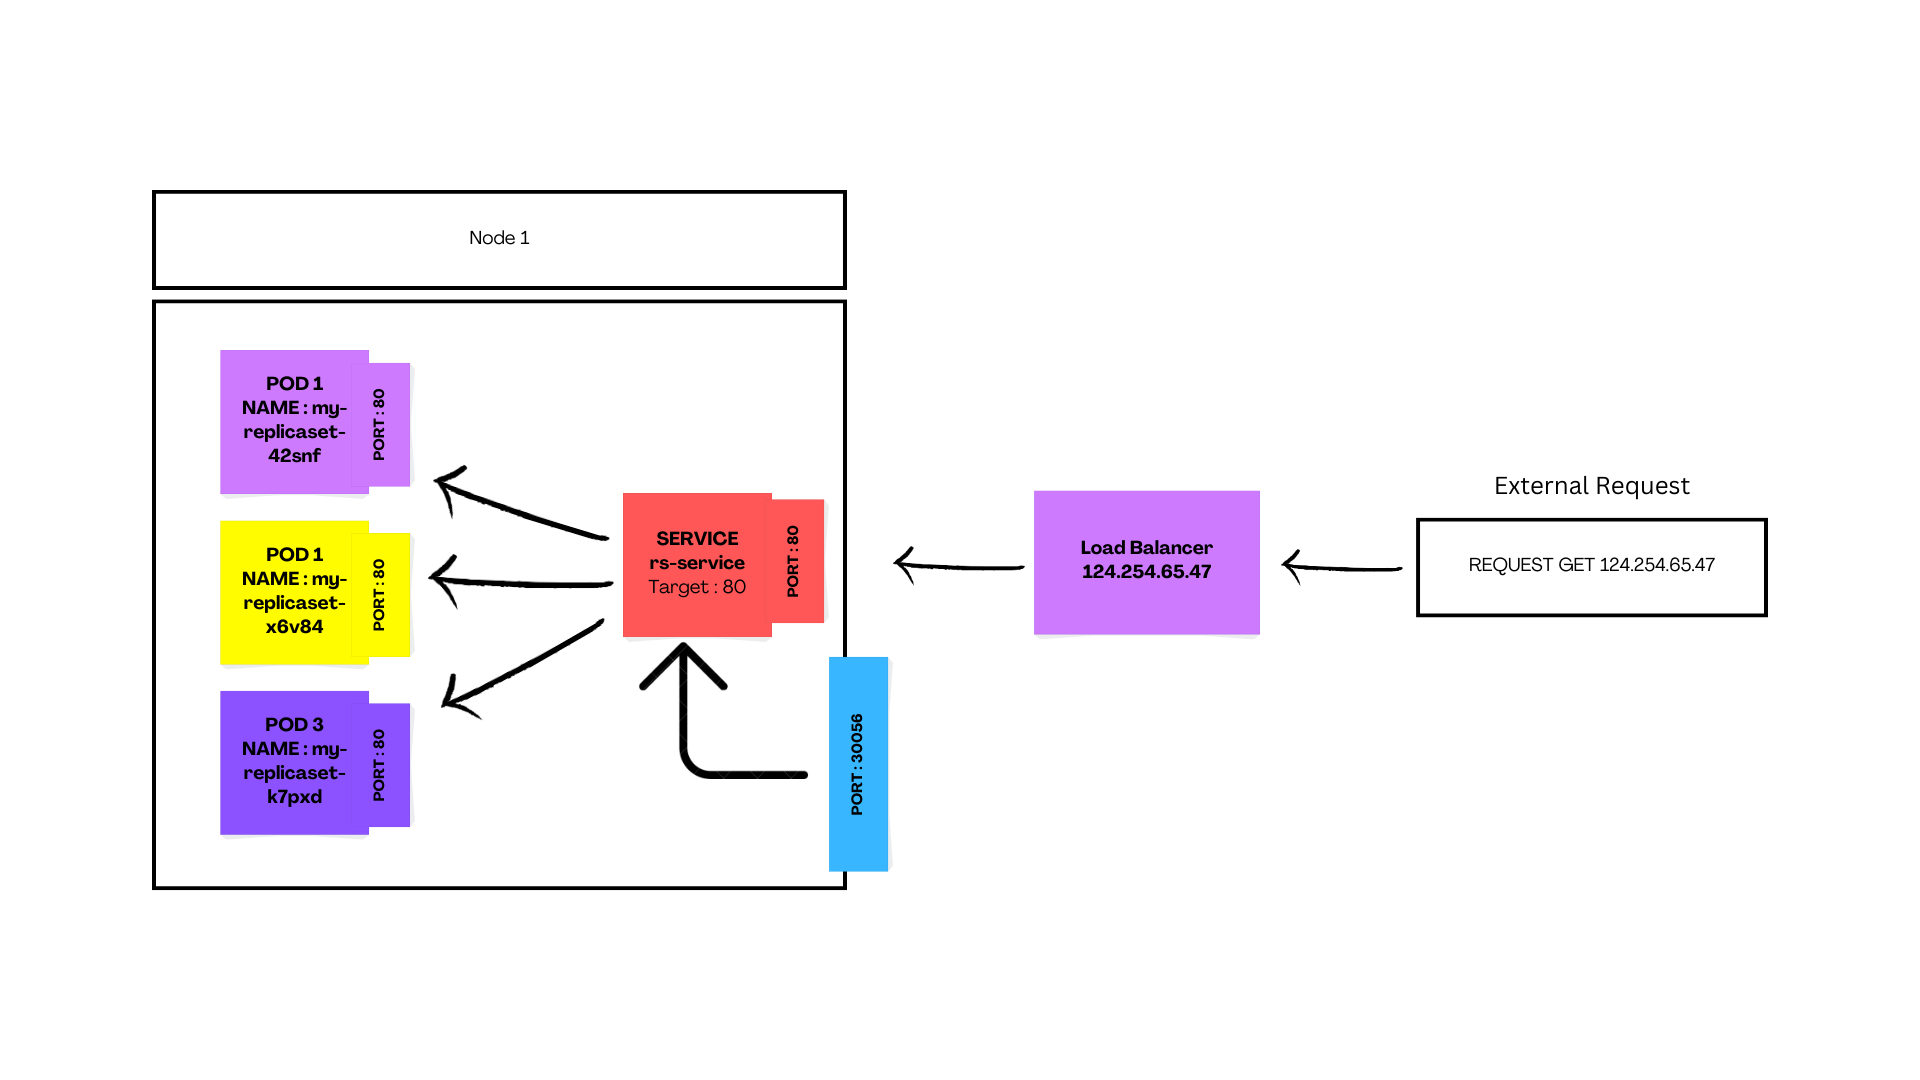 Node 1
POD 1
NAME : my-
replicaset-
42snf
PORT : 80
POD 1
NAME : my-
replicaset-
x6v84
PORT : 80
POD 3
NAME : my-
replicaset-
k7pxd
PORT : 80
SERVICE
rs-service
Target : 80
PORT : 80
PORT : 30056
Load Balancer
124.254.65.47
External Request
REQUEST GET 124.254.65.47